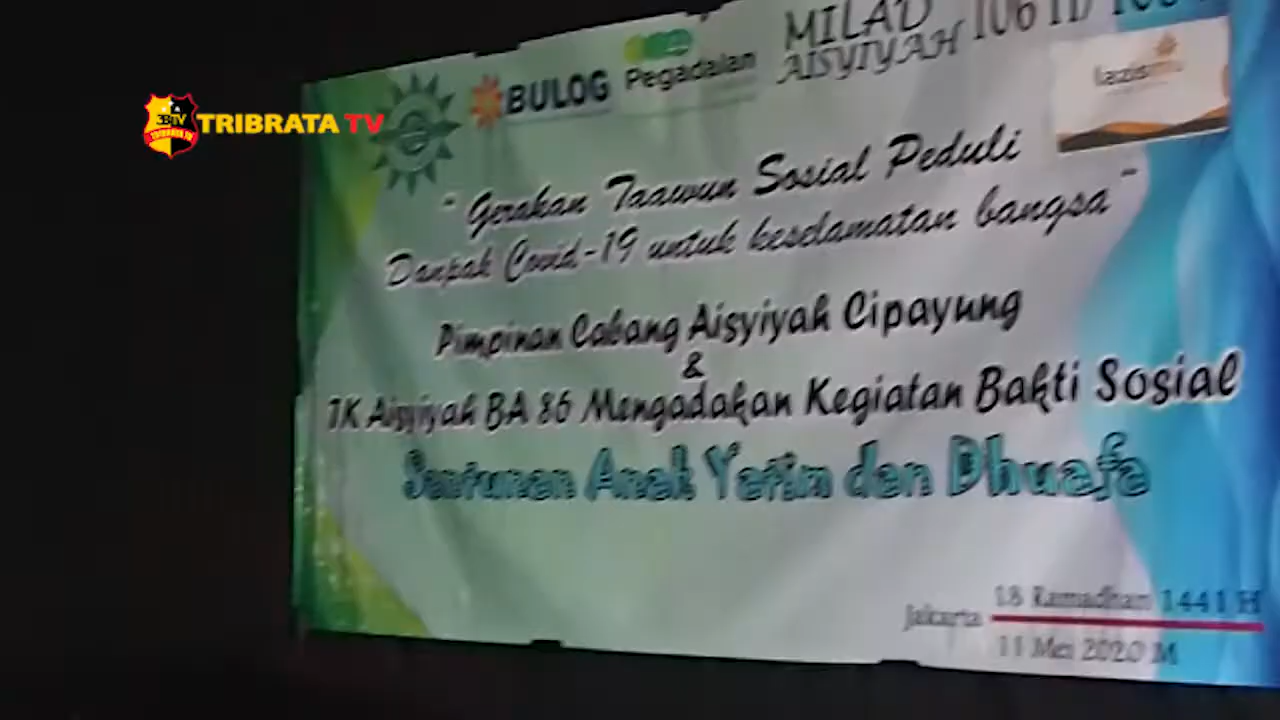 TRIBRATA TV
BULOG
Pegadaian
MILAD
AISYIYAH
lazismu
"Gerakan Taawun Sosial Peduli
Danpak Covid-19 untuk keselamatan bangsa"
Pimpinan Cabang Aisyiyah Cipayung
&
TK Aisyiyah BA 86 Mengadakan Kegiatan Bakti Sosial
Santunan Anak Yatim dan Dhuafa
18 Ramadhan 1441 H
Jakarta
11 Mei 2020 M